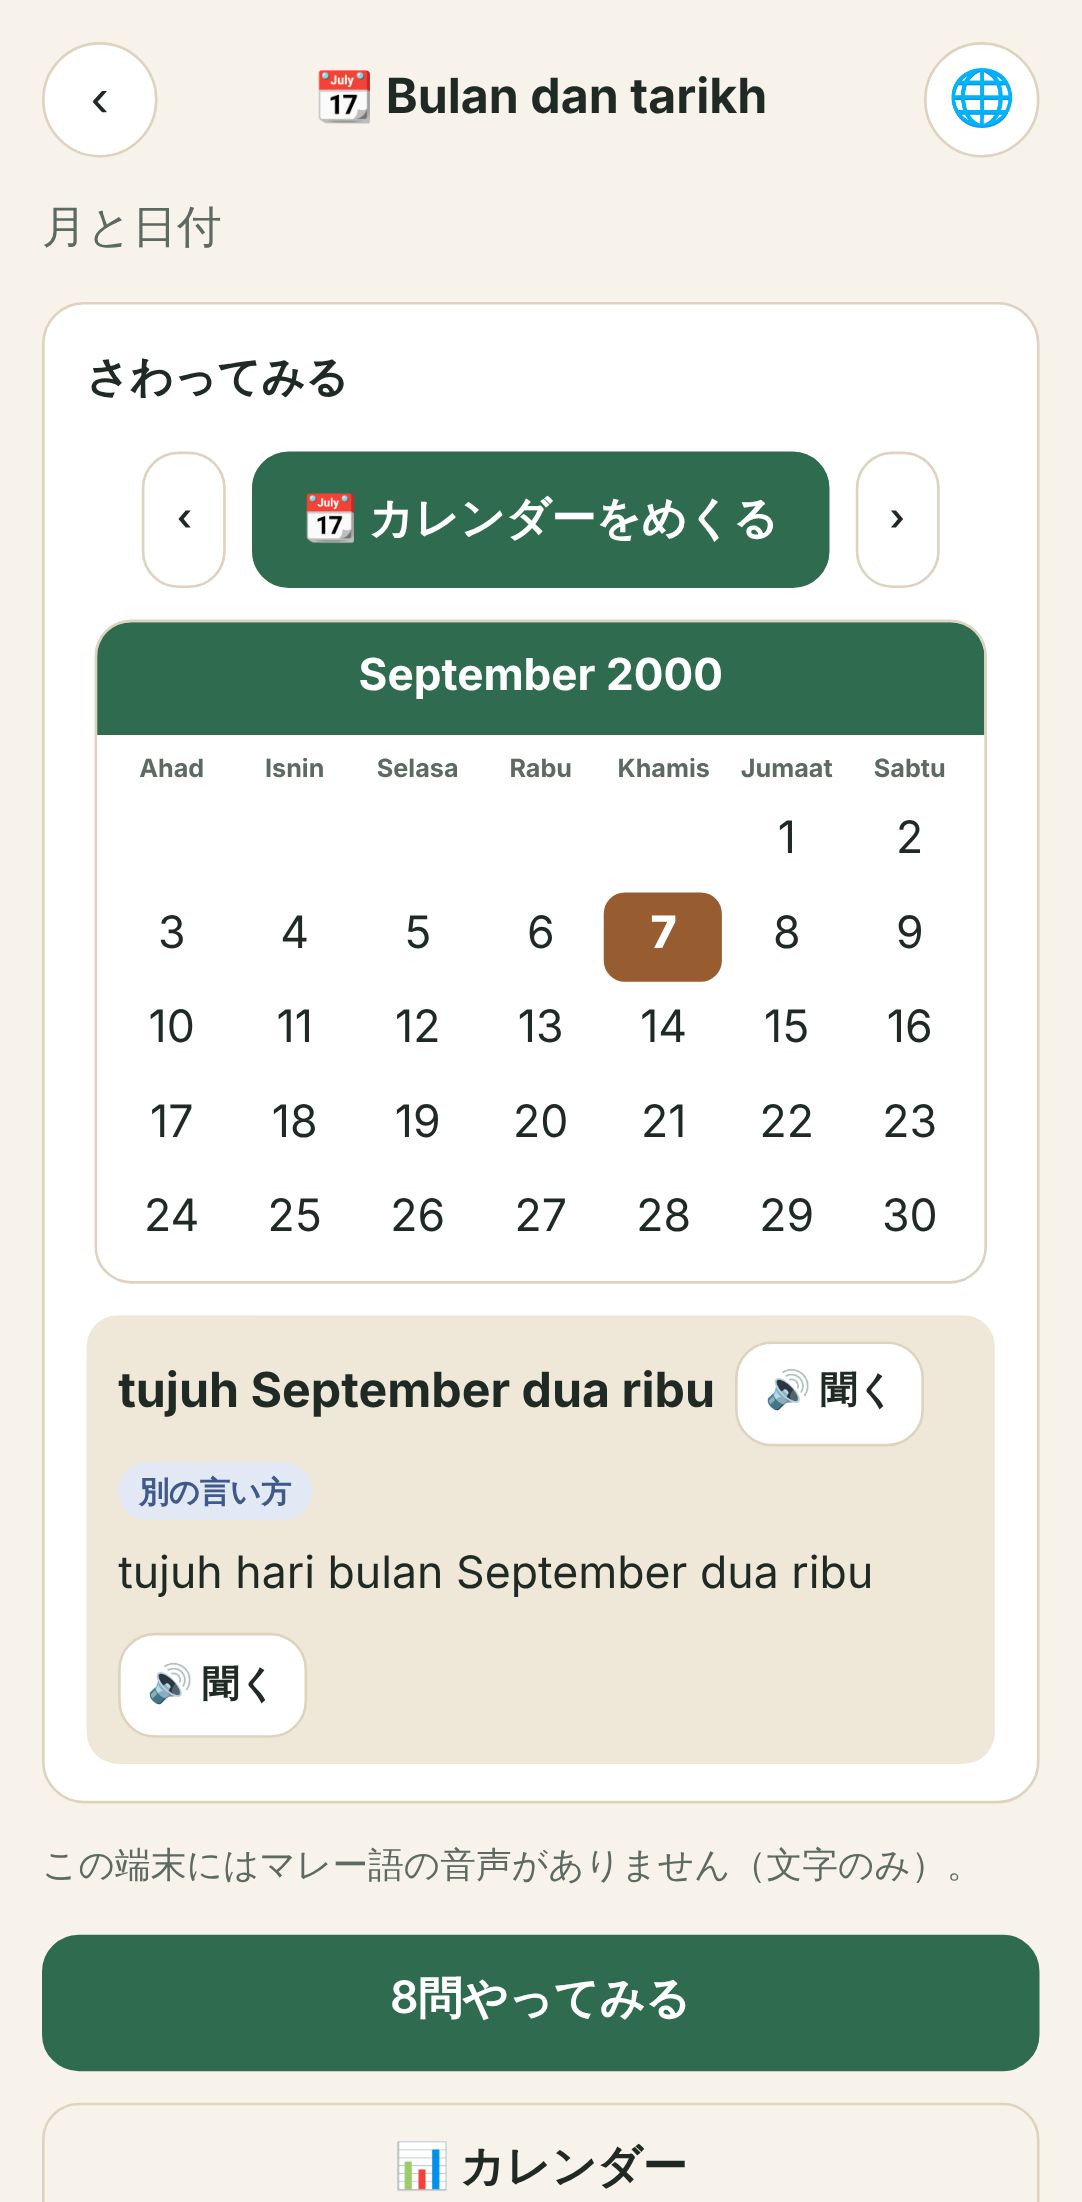 ‹ 📆 Bulan dan tarikh 🌐
月と日付
さわってみる
‹ 📆 カレンダーをめくる ›
September 2000
Ahad Isnin Selasa Rabu Khamis Jumaat Sabtu
1 2
3 4 5 6 7 8 9
10 11 12 13 14 15 16
17 18 19 20 21 22 23
24 25 26 27 28 29 30
tujuh September dua ribu 🔊 聞く
別の言い方
tujuh hari bulan September dua ribu
🔊 聞く
この端末にはマレー語の音声がありません（文字のみ）。
8問やってみる
📊 カレンダー